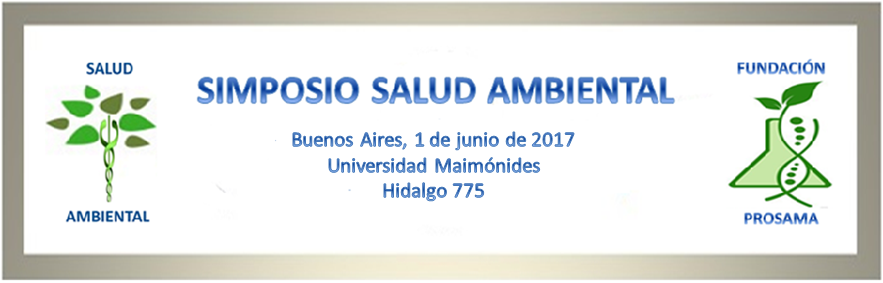 SALUD
AMBIENTAL
SIMPOSIO SALUD AMBIENTAL
Buenos Aires, 1 de junio de 2017
Universidad Maimónides
Hidalgo 775
FUNDACIÓN
PROSAMA